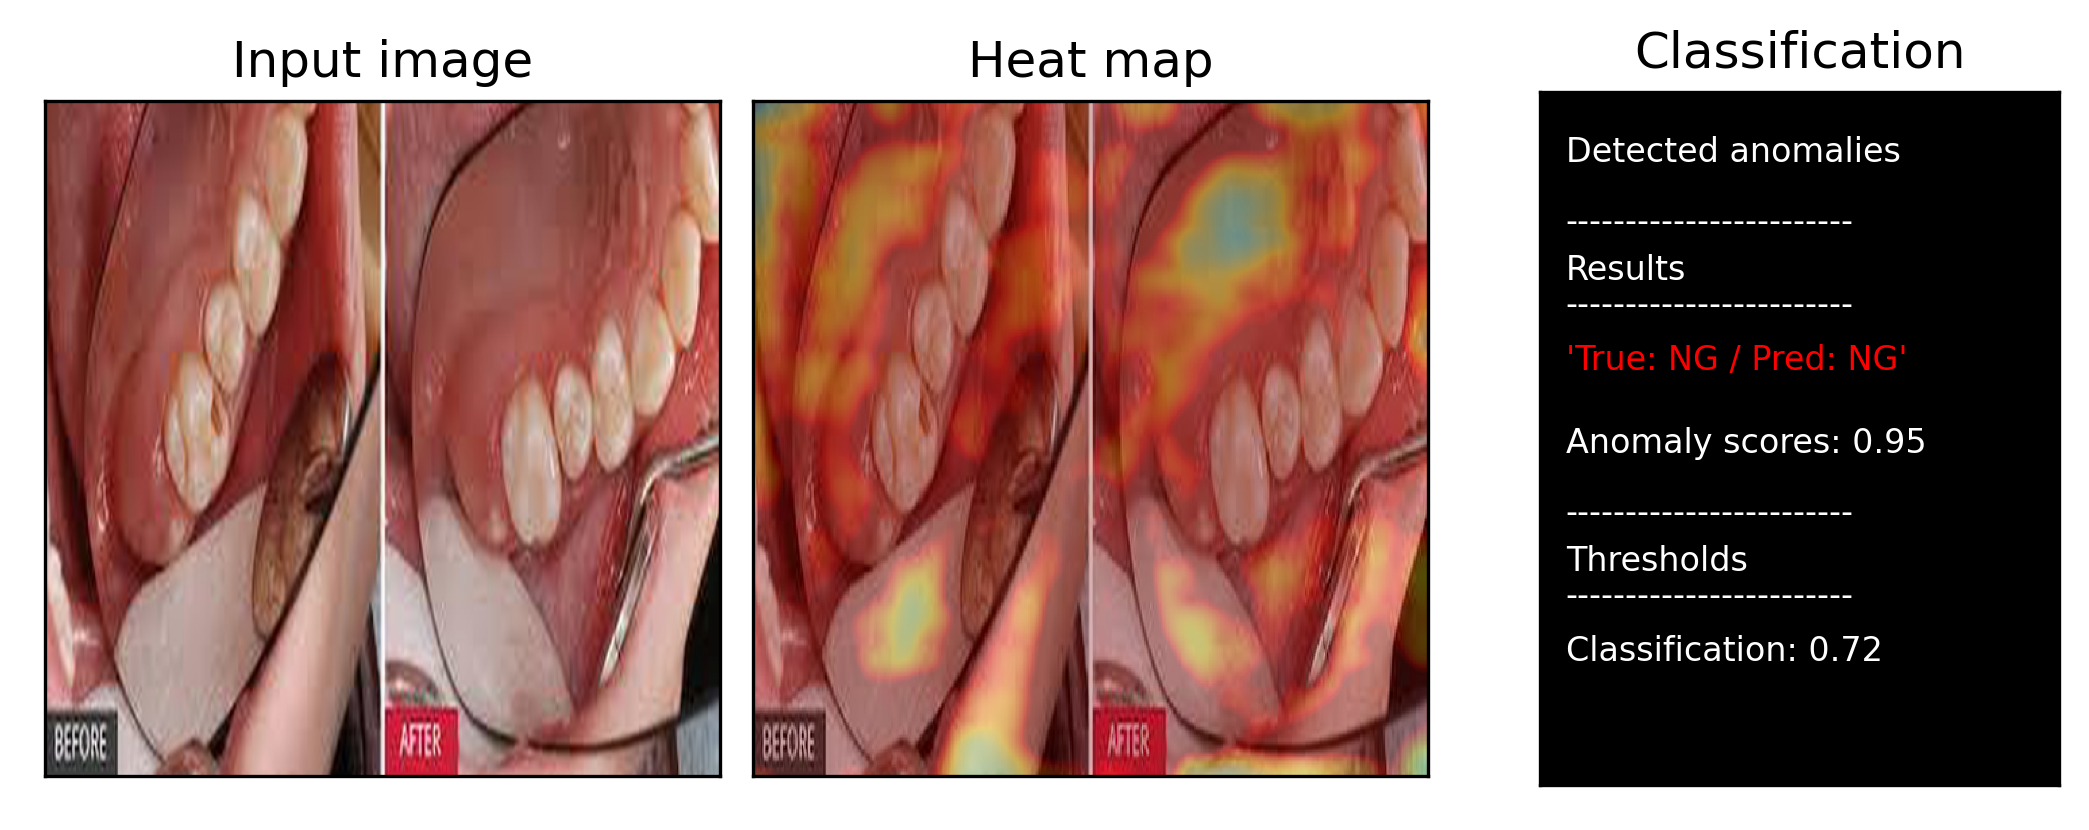 Input image
Heat map
Classification
BEFORE
AFTER
BEFORE
AFTER
Detected anomalies
------------------------
Results
------------------------
'True: NG / Pred: NG'
Anomaly scores: 0.95
------------------------
Thresholds
------------------------
Classification: 0.72